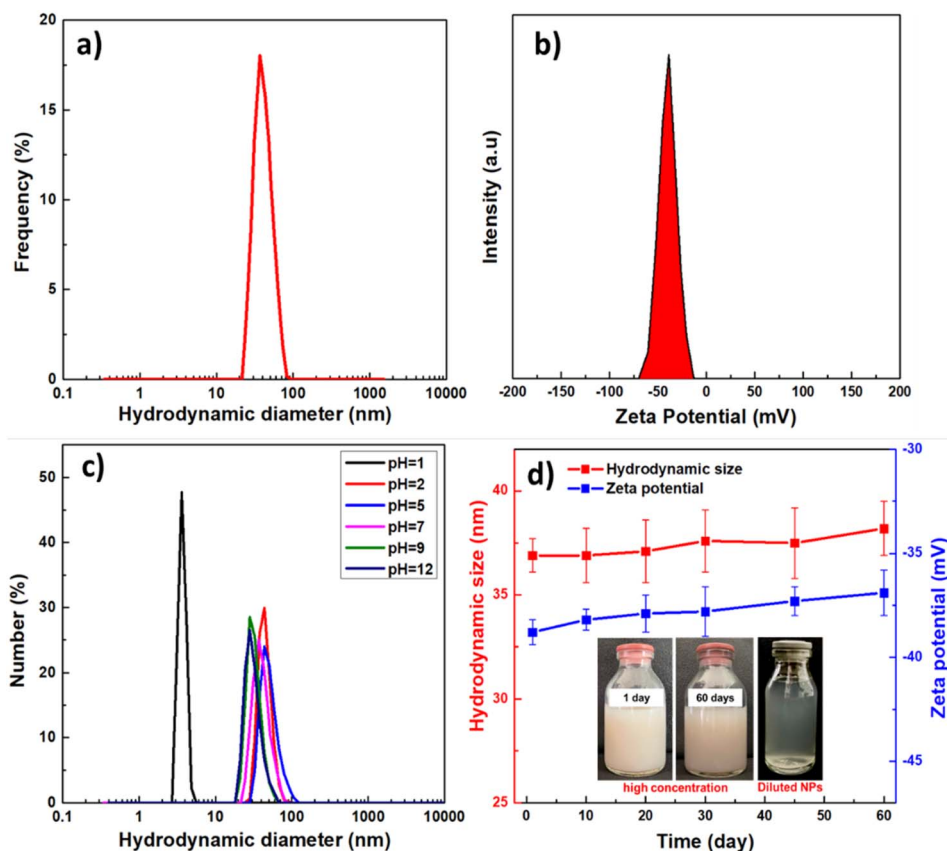 a)
20
15
10
5
0
Frequency (%)
0.1 1 10 100 1000 10000
Hydrodynamic diameter (nm)
b)
Intensity (a.u)
-200 -150 -100 -50 0 50 100 150 200
Zeta Potential (mV)
c)
50
40
30
20
10
0
Number (%)
pH=1
pH=2
pH=5
pH=7
pH=9
pH=12
0.1 1 10 100 1000 10000
Hydrodynamic diameter (nm)
d)
Hydrodynamic size
Zeta potential
40
35
30
25
Hydrodynamic size (nm)
-30
-35
-40
-45
Zeta potential (mV)
1 day
60 days
high concentration
Diluted NPs
0 10 20 30 40 50 60
Time (day)